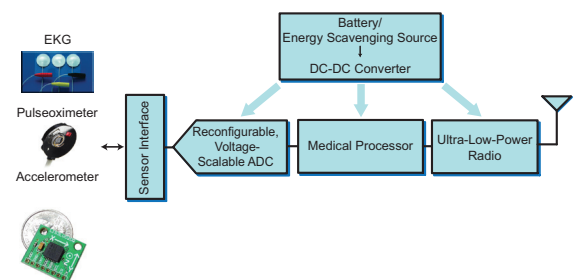 Battery/
Energy Scavenging Source
DC-DC Converter
EKG
Pulseoximeter
Accelerometer
Sensor Interface
Reconfigurable,
Voltage-
Scalable ADC
Medical Processor
Ultra-Low-Power
Radio